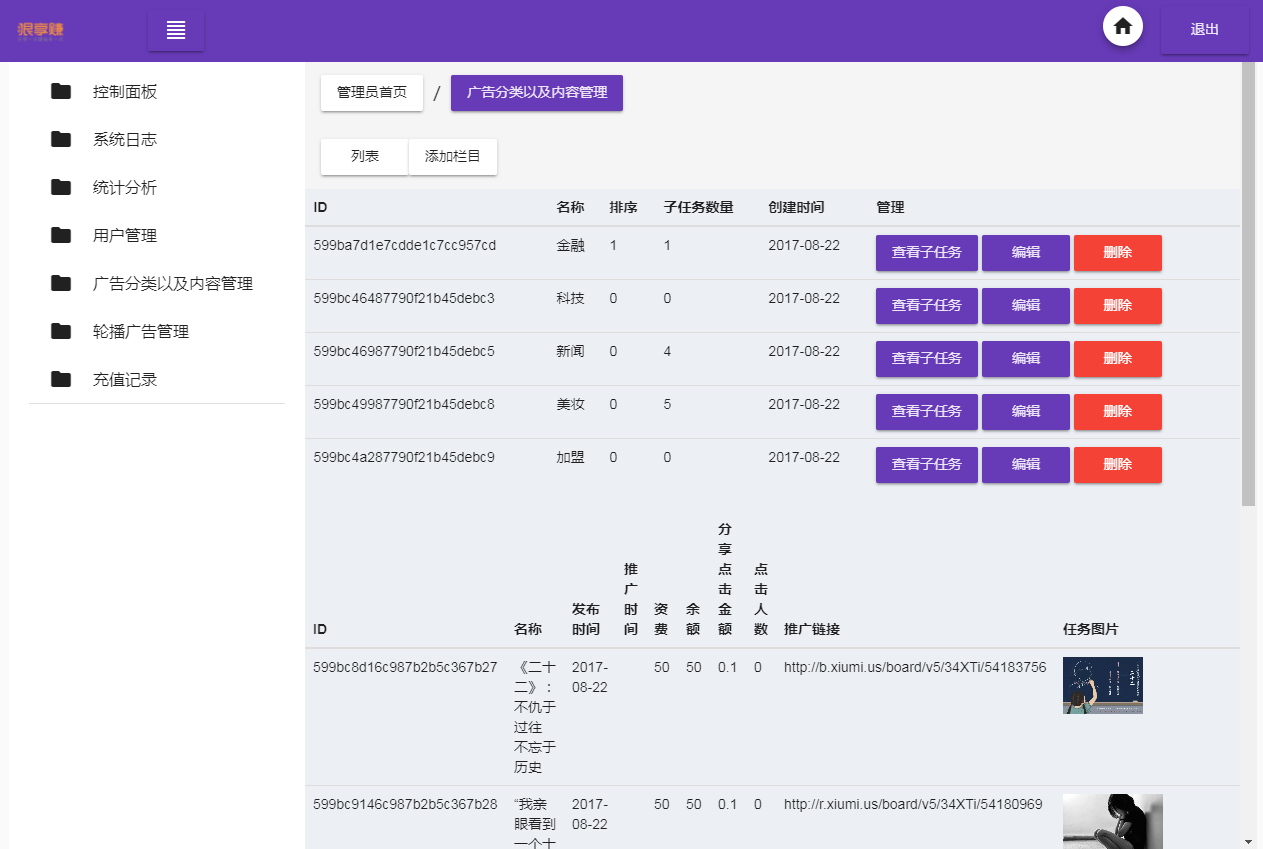 狠享赚
退出
控制面板
系统日志
统计分析
用户管理
广告分类以及内容管理
轮播广告管理
充值记录
管理员首页 / 广告分类以及内容管理
列表 添加栏目
ID 名称 排序 子任务数量 创建时间 管理
599ba7d1e7cdde1c7cc957cd 金融 1 1 2017-08-22 查看子任务 编辑 删除
599bc46487790f21b45debc3 科技 0 0 2017-08-22 查看子任务 编辑 删除
599bc46987790f21b45debc5 新闻 0 4 2017-08-22 查看子任务 编辑 删除
599bc49987790f21b45debc8 美妆 0 5 2017-08-22 查看子任务 编辑 删除
599bc4a287790f21b45debc9 加盟 0 0 2017-08-22 查看子任务 编辑 删除
ID 名称 发布时间 推广时间 资费 余额 分享点击金额 点击人数 推广链接 任务图片
599bc8d16c987b2b5c367b27 《二十 2017- 50 50 0.1 0 http://b.xiumi.us/board/v5/34XTi/54183756
二》： 08-22
不仇于
过往
不忘于
历史
599bc9146c987b2b5c367b28 “我亲 2017- 50 50 0.1 0 http://r.xiumi.us/board/v5/34XTi/54180969
眼看到 08-22
一个十